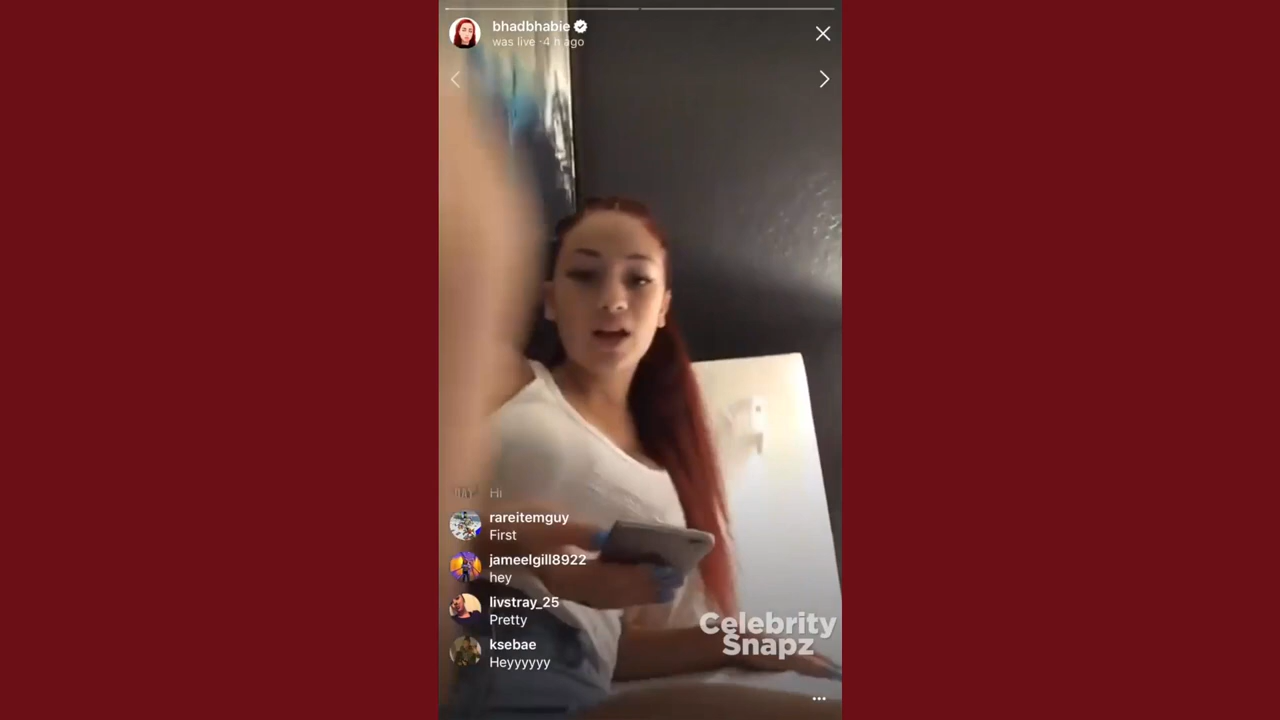 bhadbhabie
was live · 4 h ago
Hi
rareitemguy
First
jameelgill8922
hey
livstray_25
Pretty
ksebae
Heyyyyyy
Celebrity
Snapz